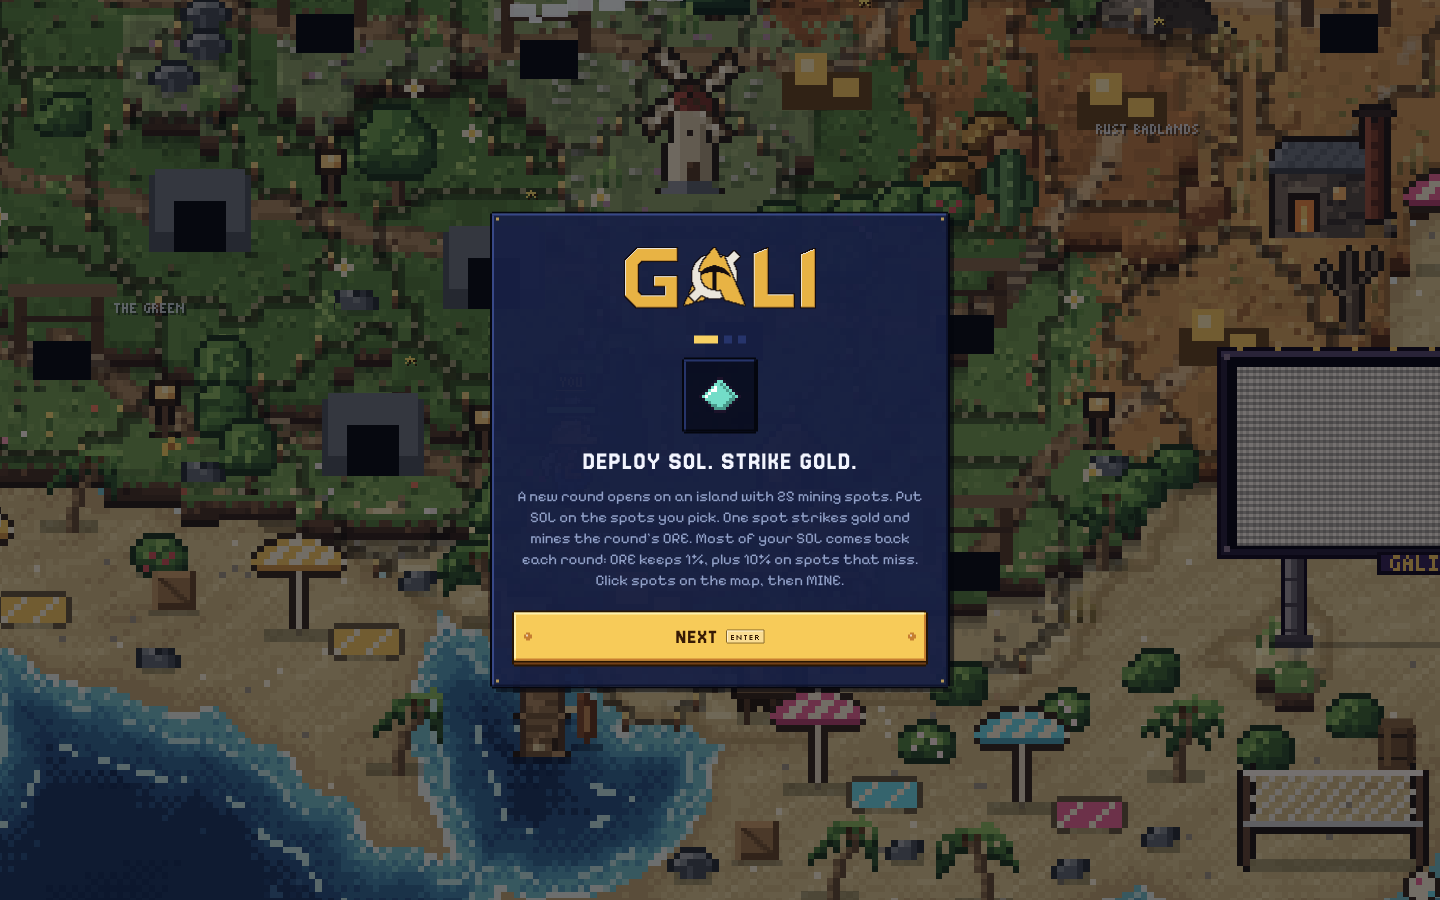 RUST BADLANDS
THE GREEN
GALI
YOU
DEPLOY SOL. STRIKE GOLD.
A new round opens on an island with 25 mining spots. Put
SOL on the spots you pick. One spot strikes gold and
mines the round's ORE. Most of your SOL comes back
each round: ORE keeps 1%, plus 10% on spots that miss.
Click spots on the map, then MINE.
NEXT ENTER
GALI